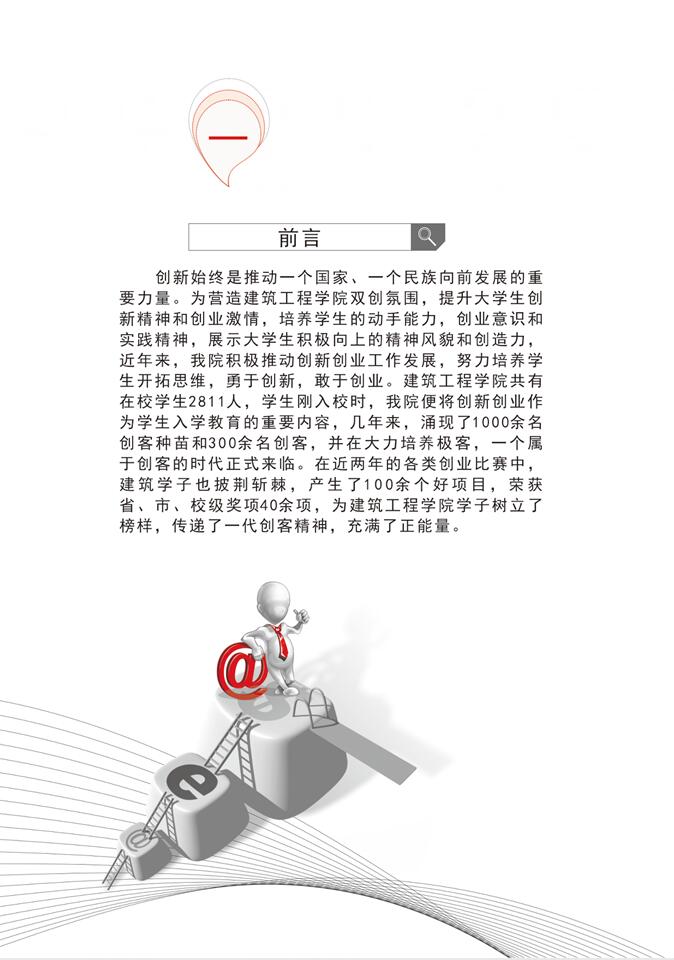 一
前言
创新始终是推动一个国家、一个民族向前发展的重
要力量。为营造建筑工程学院双创氛围，提升大学生创
新精神和创业激情，培养学生的动手能力，创业意识和
实践精神，展示大学生积极向上的精神风貌和创造力，
近年来，我院积极推动创新创业工作发展，努力培养学
生开拓思维，勇于创新，敢于创业。建筑工程学院共有
在校学生2811人，学生刚入校时，我院便将创新创业作
为学生入学教育的重要内容，几年来，涌现了1000余名
创客种苗和300余名创客，并在大力培养极客，一个属
于创客的时代正式来临。在近两年的各类创业比赛中，
建筑学子也披荆斩棘，产生了100余个好项目，荣获
省、市、校级奖项40余项，为建筑工程学院学子树立了
榜样，传递了一代创客精神，充满了正能量。
@
e
@